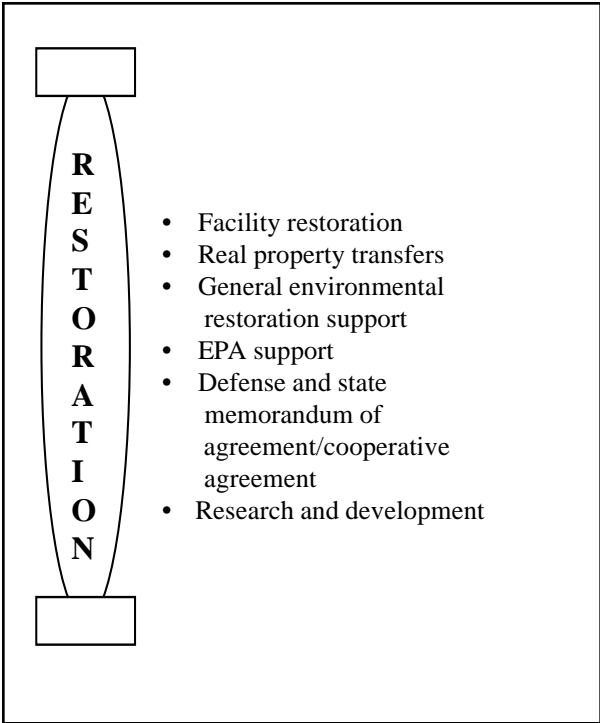 RESTORATION
• Facility restoration
• Real property transfers
• General environmental
restoration support
• EPA support
• Defense and state
memorandum of
agreement/cooperative
agreement
• Research and development